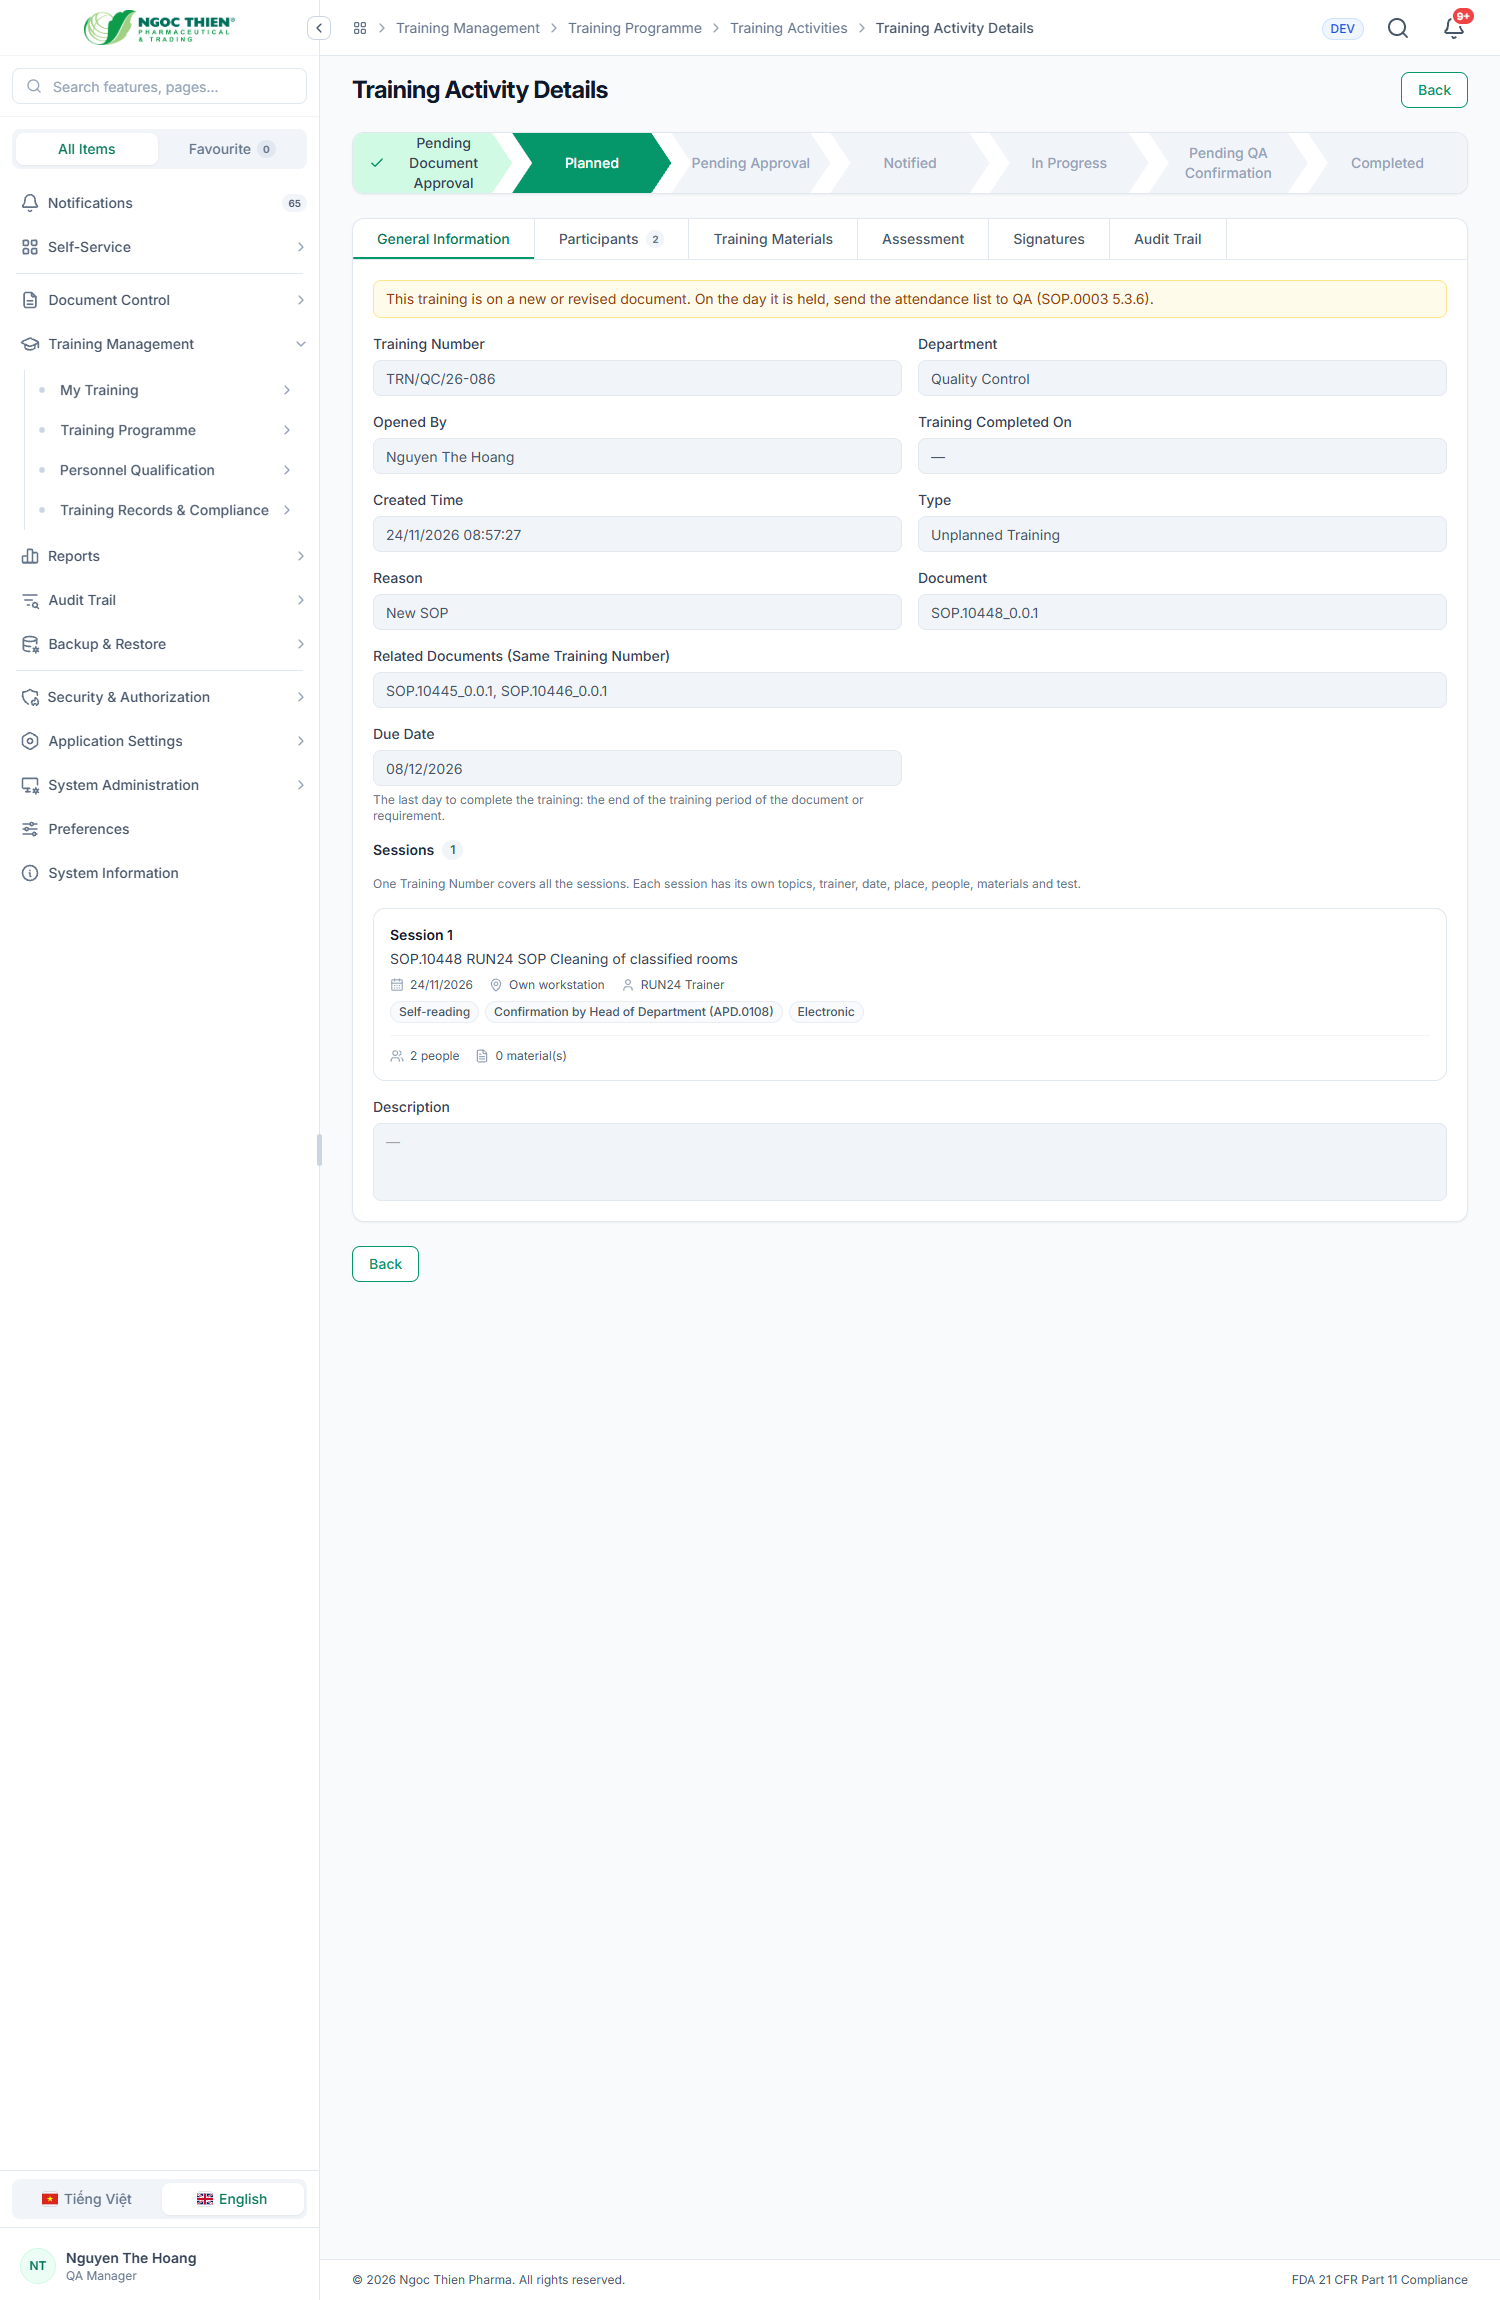 NGOC THIEN®
PHARMACEUTICAL
& TRADING
Training Management
Training Programme
Training Activities
Training Activity Details
DEV
9+
Search features, pages...
All Items
Favourite 0
Notifications 65
Self-Service
Document Control
Training Management
My Training
Training Programme
Personnel Qualification
Training Records & Compliance
Reports
Audit Trail
Backup & Restore
Security & Authorization
Application Settings
System Administration
Preferences
System Information
Tiếng Việt
English
NT
Nguyen The Hoang
QA Manager
Training Activity Details
Back
Pending
Document
Approval
Planned
Pending Approval
Notified
In Progress
Pending QA
Confirmation
Completed
General Information
Participants 2
Training Materials
Assessment
Signatures
Audit Trail
This training is on a new or revised document. On the day it is held, send the attendance list to QA (SOP.0003 5.3.6).
Training Number
TRN/QC/26-086
Department
Quality Control
Opened By
Nguyen The Hoang
Training Completed On
—
Created Time
24/11/2026 08:57:27
Type
Unplanned Training
Reason
New SOP
Document
SOP.10448_0.0.1
Related Documents (Same Training Number)
SOP.10445_0.0.1, SOP.10446_0.0.1
Due Date
08/12/2026
The last day to complete the training: the end of the training period of the document or
requirement.
Sessions 1
One Training Number covers all the sessions. Each session has its own topics, trainer, date, place, people, materials and test.
Session 1
SOP.10448 RUN24 SOP Cleaning of classified rooms
24/11/2026 Own workstation RUN24 Trainer
Self-reading Confirmation by Head of Department (APD.0108) Electronic
2 people 0 material(s)
Description
—
Back
© 2026 Ngoc Thien Pharma. All rights reserved.
FDA 21 CFR Part 11 Compliance